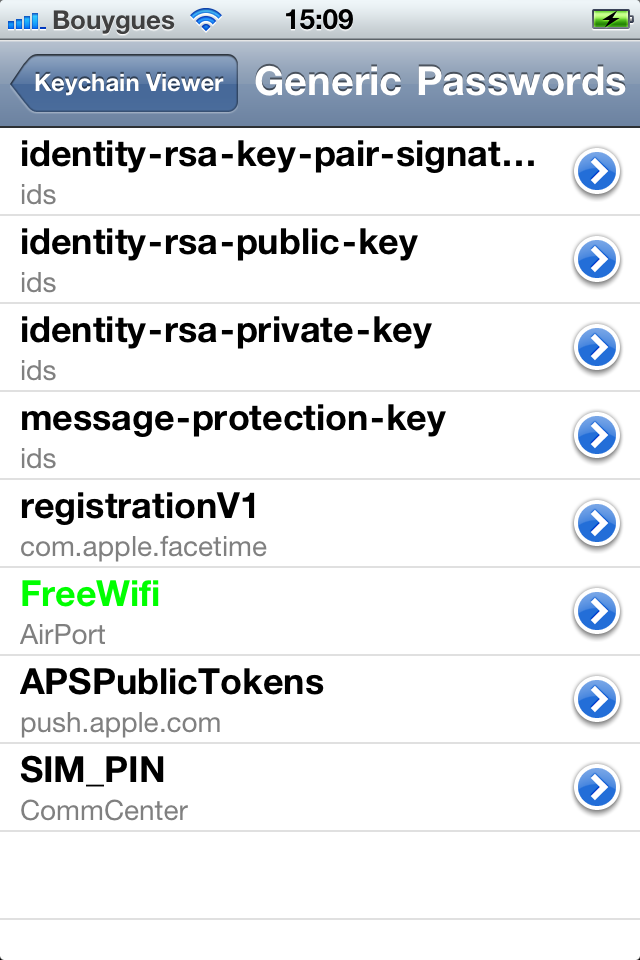 Bouygues 15:09
Keychain Viewer Generic Passwords
identity-rsa-key-pair-signat...
ids
identity-rsa-public-key
ids
identity-rsa-private-key
ids
message-protection-key
ids
registrationV1
com.apple.facetime
FreeWifi
AirPort
APSPublicTokens
push.apple.com
SIM_PIN
CommCenter